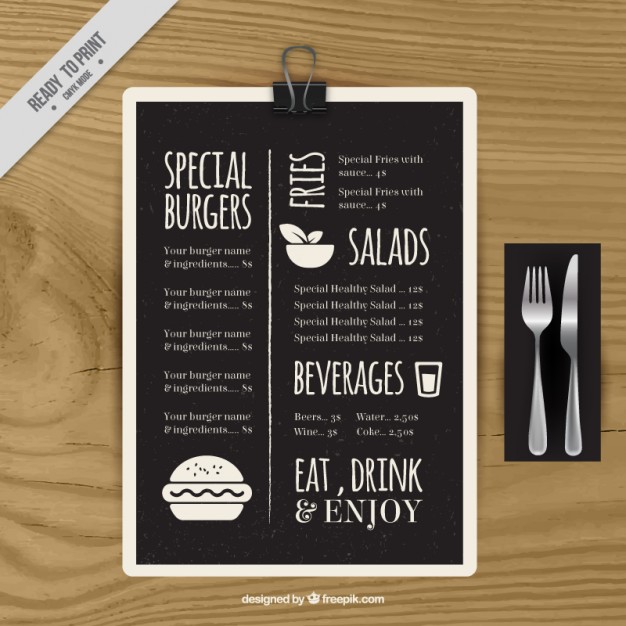 READY TO PRINT
CMYK MODE
SPECIAL
BURGERS
Your burger name
& ingredients..... 8$
Your burger name
& ingredients..... 8$
Your burger name
& ingredients..... 8$
Your burger name
& ingredients..... 8$
Your burger name
& ingredients..... 8$
FRIES
Special Fries with
sauce... 4$
Special Fries with
sauce... 4$
SALADS
Special Healthy Salad ... 12$
Special Healthy Salad ... 12$
Special Healthy Salad ... 12$
Special Healthy Salad ... 12$
BEVERAGES
Beers... 3$ Water... 2,50$
Wine... 3$ Coke... 2,50$
EAT, DRINK
& ENJOY
designed by freepik.com